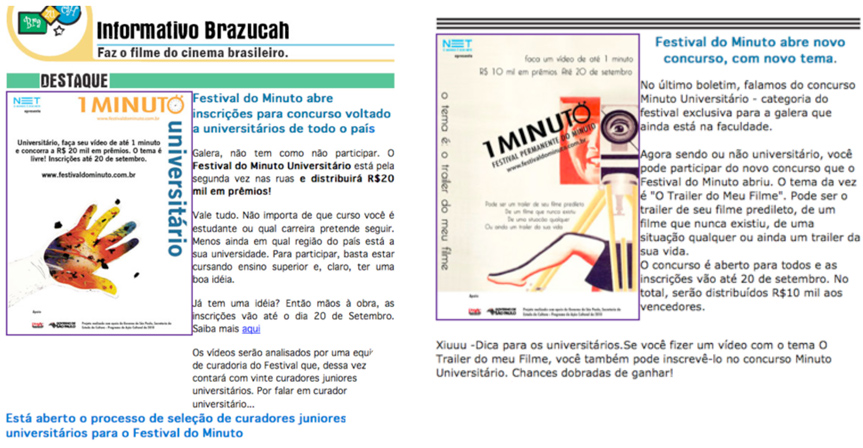 Informativo Brazucah
Faz o filme do cinema brasileiro.
DESTAQUE
NET
apresenta
1 MINUTO
universitário
Universitário, faça seu vídeo de até 1 minuto
e concorra a R$ 20 mil em prêmios. O tema é
livre! Inscrições até 20 de setembro.
www.festivaldominuto.com.br
Apoio
Festival do Minuto abre
inscrições para concurso voltado
a universitários de todo o país
Galera, não tem como não participar. O
Festival do Minuto Universitário está pela
segunda vez nas ruas e distribuirá R$20
mil em prêmios!
Vale tudo. Não importa de que curso você é
estudante ou qual carreira pretende seguir.
Menos ainda em qual região do país está a
sua universidade. Para participar, basta estar
cursando ensino superior e, claro, ter uma
boa idéia.
Já tem uma idéia? Então mãos à obra, as
inscrições vão até o dia 20 de Setembro.
Saiba mais aqui
Os vídeos serão analisados por uma equi
de curadoria do Festival que, dessa vez
contará com vinte curadores juniores
universitários. Por falar em curador
universitário...
Está aberto o processo de seleção de curadores juniores
universitários para o Festival do Minuto
NET
apresenta
faça um vídeo de até 1 minuto
R$ 10 mil em prêmios Até 20 de setembro
o tema é: o trailer do meu filme
1 MINUTO
FESTIVAL PERMANENTE DO MINUTO
www.festivaldominuto.com.br
Pode ser um trailer do seu filme predileto
De um filme que nunca existiu
De uma situação qualquer
Ou ainda um trailer da sua vida
Apoio
Festival do Minuto abre novo
concurso, com novo tema.
No último boletim, falamos do concurso
Minuto Universitário - categoria do
festival exclusiva para a galera que
ainda está na faculdade.
Agora sendo ou não universitário, você
pode participar do novo concurso que o
Festival do Minuto abriu. O tema da vez
é "O Trailer do Meu Filme". Pode ser o
trailer de seu filme predileto, de um
filme que nunca existiu, de uma
situação qualquer ou ainda um trailer da
sua vida.
O concurso é aberto para todos e as
inscrições vão até 20 de setembro. No
total, serão distribuídos R$10 mil aos
vencedores.
Xiuuu -Dica para os universitários.Se você fizer um vídeo com o tema O
Trailer do meu Filme, você também pode inscrevê-lo no concurso Minuto
Universitário. Chances dobradas de ganhar!